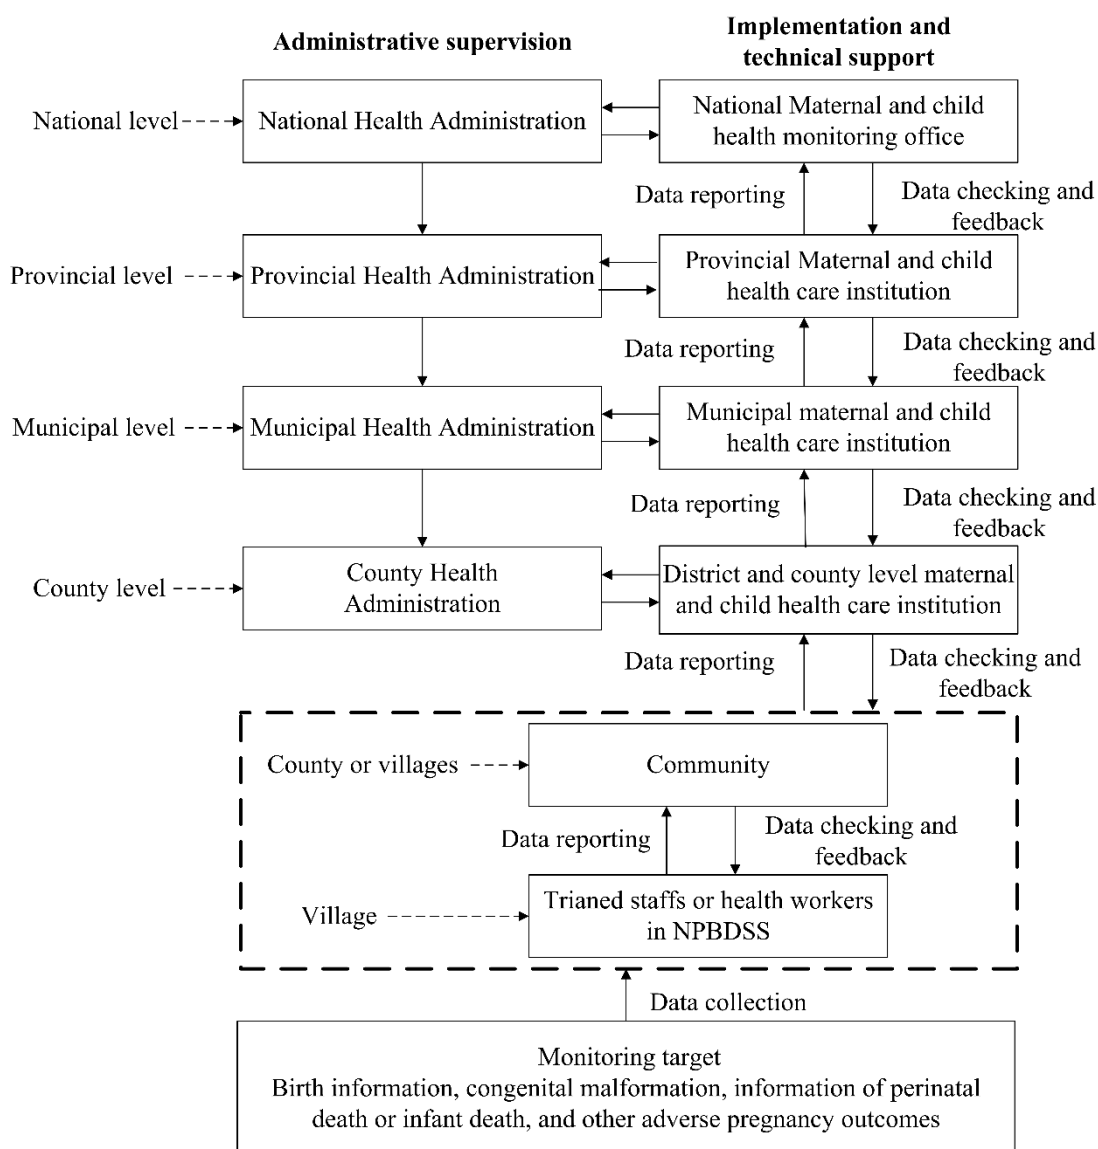 Administrative supervision
Implementation and
technical support
National level
National Health Administration
National Maternal and child
health monitoring office
Data reporting
Data checking and
feedback
Provincial level
Provincial Health Administration
Provincial Maternal and child
health care institution
Data reporting
Data checking and
feedback
Municipal level
Municipal Health Administration
Municipal maternal and child
health care institution
Data reporting
Data checking and
feedback
County level
County Health
Administration
District and county level maternal
and child health care institution
Data reporting
Data checking and
feedback
County or villages
Community
Data reporting
Data checking and
feedback
Village
Trianed staffs or health workers
in NPBDSS
Data collection
Monitoring target
Birth information, congenital malformation, information of perinatal
death or infant death, and other adverse pregnancy outcomes